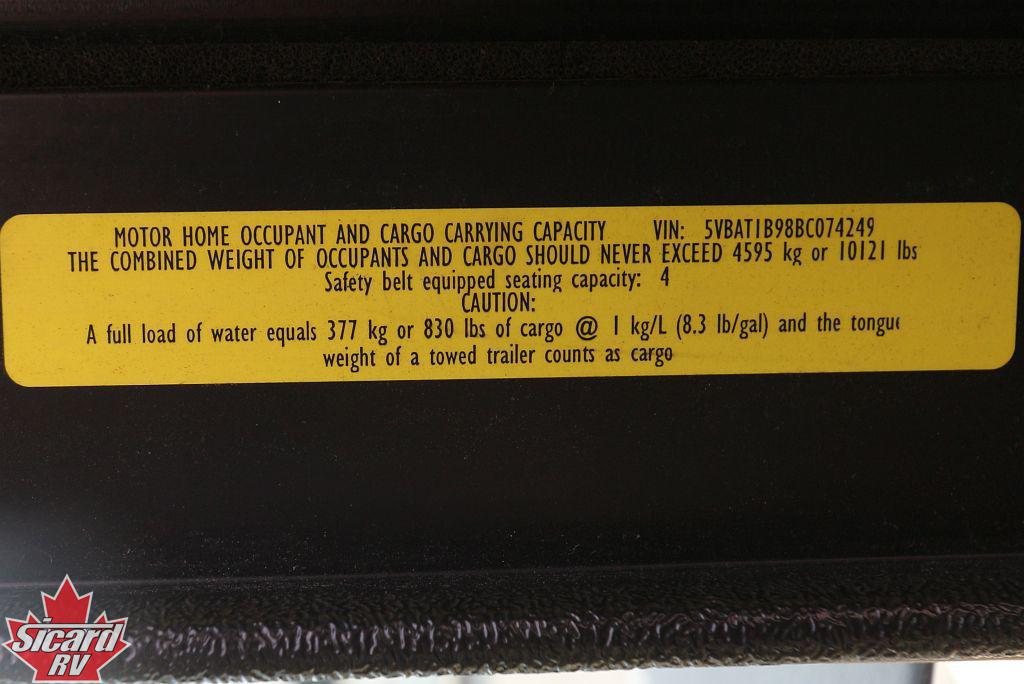 MOTOR HOME OCCUPANT AND CARGO CARRYING CAPACITY VIN: 5VBAT1B98BC074249
THE COMBINED WEIGHT OF OCCUPANTS AND CARGO SHOULD NEVER EXCEED 4595 kg or 10121 lbs
Safety belt equipped seating capacity: 4
CAUTION:
A full load of water equals 377 kg or 830 lbs of cargo @ 1 kg/L (8.3 lb/gal) and the tongue
weight of a towed trailer counts as cargo
Sicard
RV